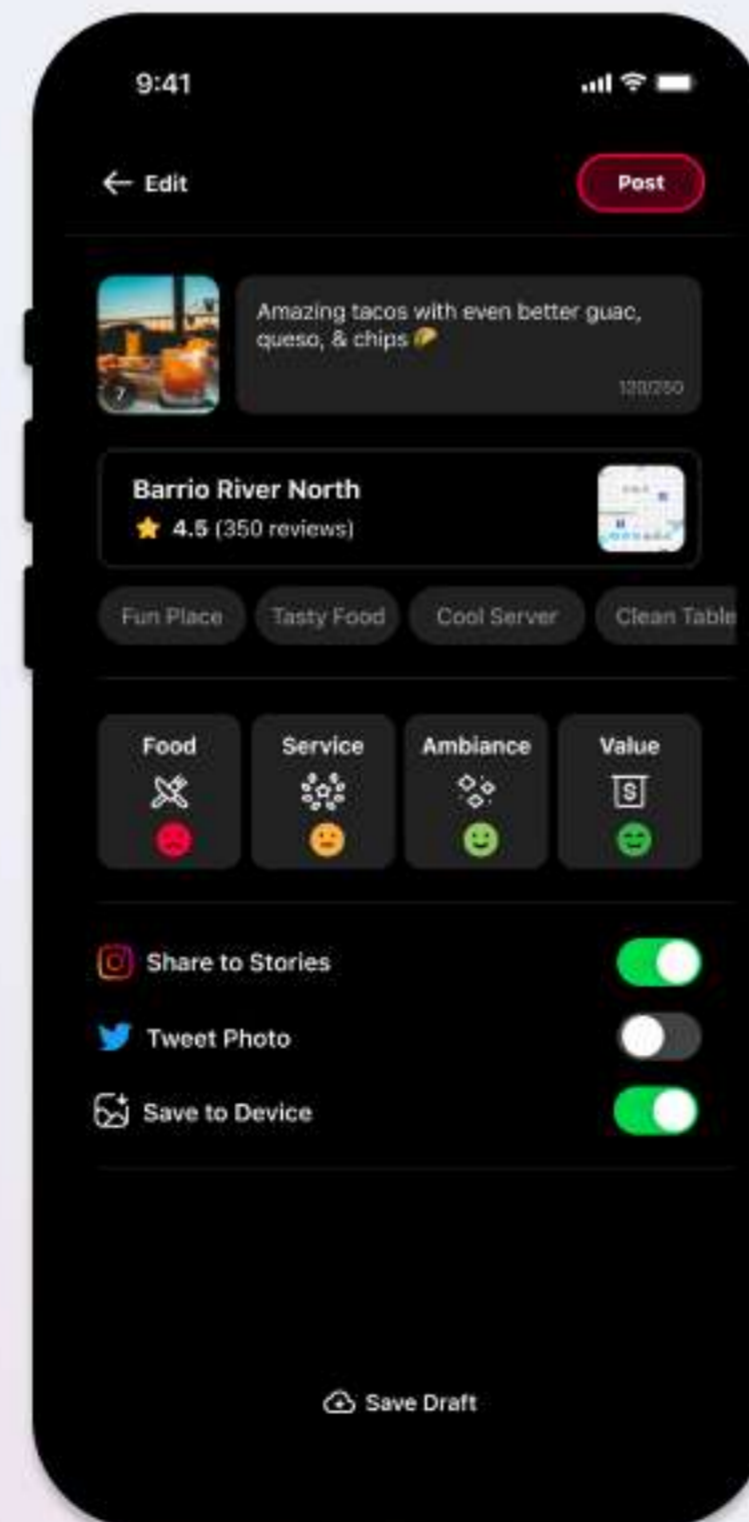 9:41
Edit
Post
Amazing tacos with even better guac,
queso, & chips 🌮
7
120/250
Barrio River North
⭐ 4.5 (350 reviews)
Fun Place
Tasty Food
Cool Server
Clean Table
Food
Service
Ambiance
Value
Share to Stories
Tweet Photo
Save to Device
Save Draft